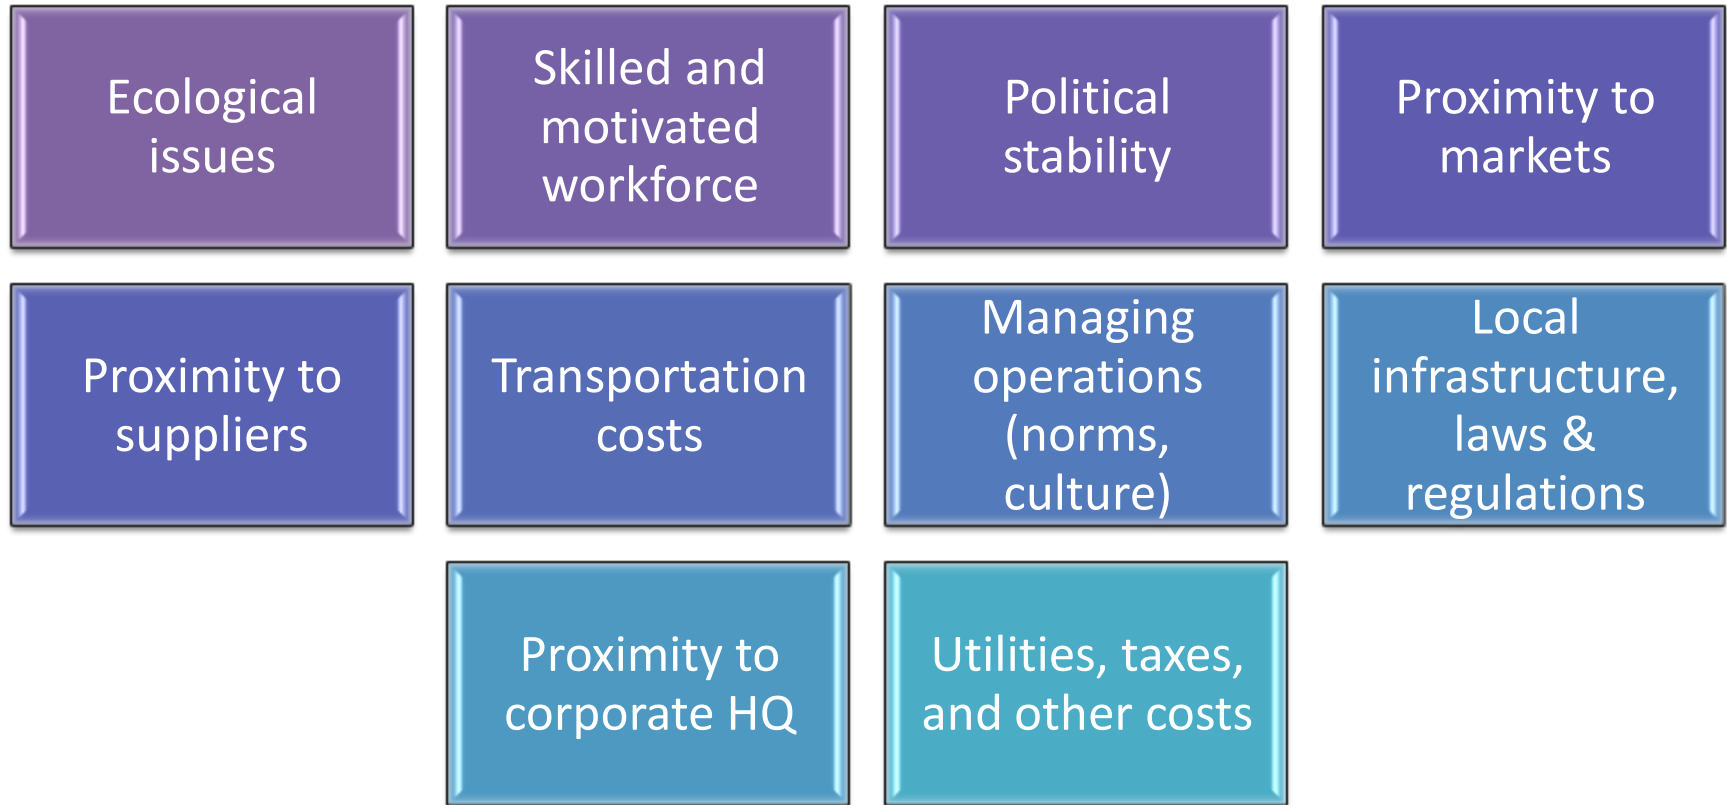 Ecological
issues
Skilled and
motivated
workforce
Political
stability
Proximity to
markets
Proximity to
suppliers
Transportation
costs
Managing
operations
(norms,
culture)
Local
infrastructure,
laws &
regulations
Proximity to
corporate HQ
Utilities, taxes,
and other costs